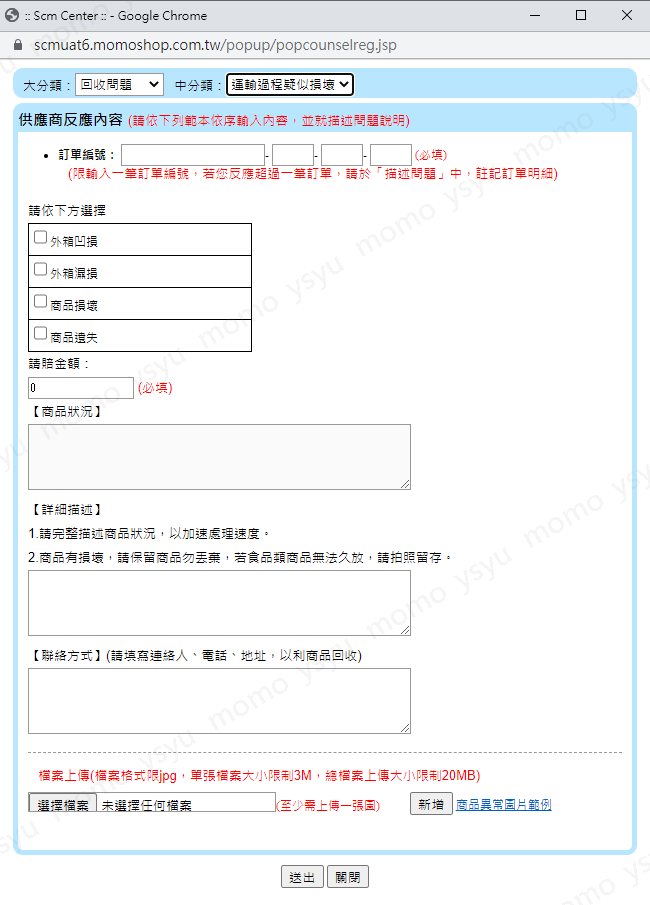 :: Scm Center :: - Google Chrome
scmuat6.momoshop.com.tw/popup/popcounselreg.jsp
大分類： 回收問題 中分類： 運輸過程疑似損壞
供應商反應內容 (請依下列範本依序輸入內容，並就描述問題說明)
• 訂單編號： - - - (必填)
(限輸入一筆訂單編號，若您反應超過一筆訂單，請於「描述問題」中，註記訂單明細)
請依下方選擇
外箱凹損
外箱漏損
商品損壞
商品遺失
請賠金額：
0 (必填)
【商品狀況】
【詳細描述】
1.請完整描述商品狀況，以加速處理速度。
2.商品有損壞，請保留商品勿丟棄，若食品類商品無法久放，請拍照留存。
【聯絡方式】(請填寫連絡人、電話、地址，以利商品回收)
檔案上傳(檔案格式限jpg，單張檔案大小限制3M，總檔案上傳大小限制20MB)
選擇檔案 未選擇任何檔案 (至少需上傳一張圖) 新增 商品異常圖片範例
送出 關閉
momo ysyu momo ysyu momo ysyu
momo ysyu momo ysyu momo ysyu